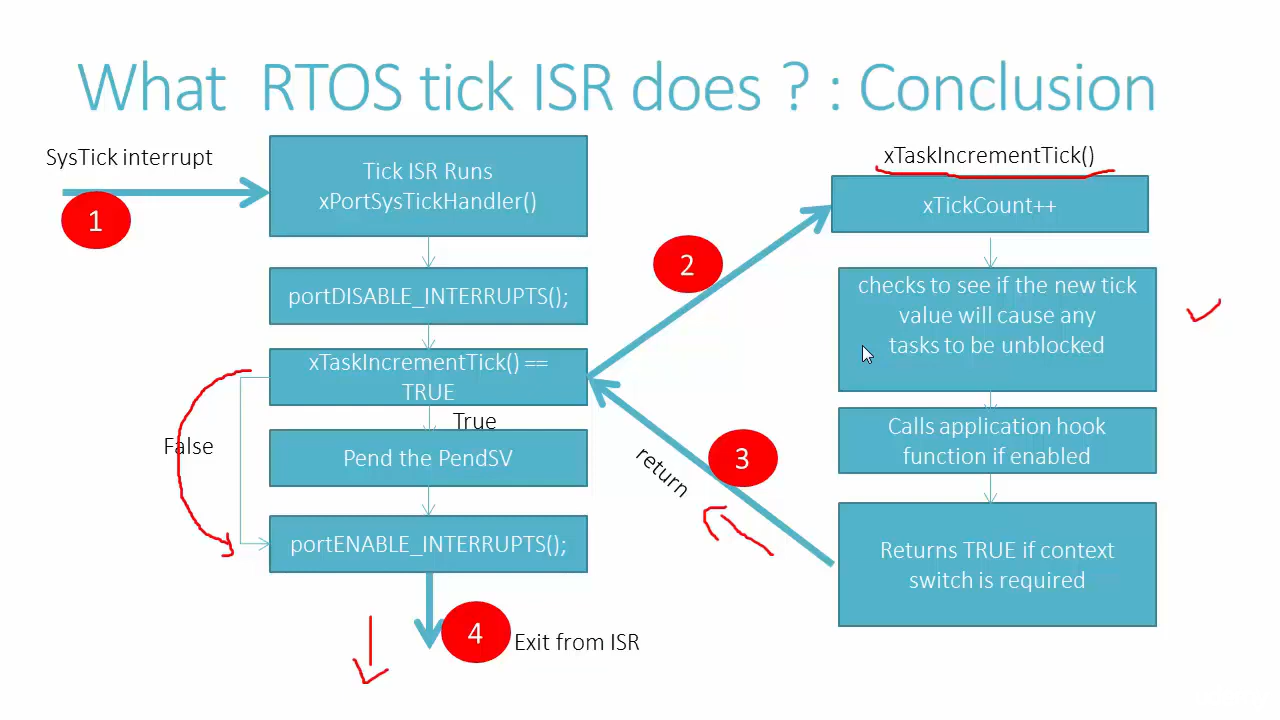 What RTOS tick ISR does ? : Conclusion
SysTick interrupt
1
Tick ISR Runs
xPortSysTickHandler()
portDISABLE_INTERRUPTS();
xTaskIncrementTick() ==
TRUE
True
False
Pend the PendSV
portENABLE_INTERRUPTS();
4
Exit from ISR
2
3
return
xTaskIncrementTick()
xTickCount++
checks to see if the new tick
value will cause any
tasks to be unblocked
Calls application hook
function if enabled
Returns TRUE if context
switch is required